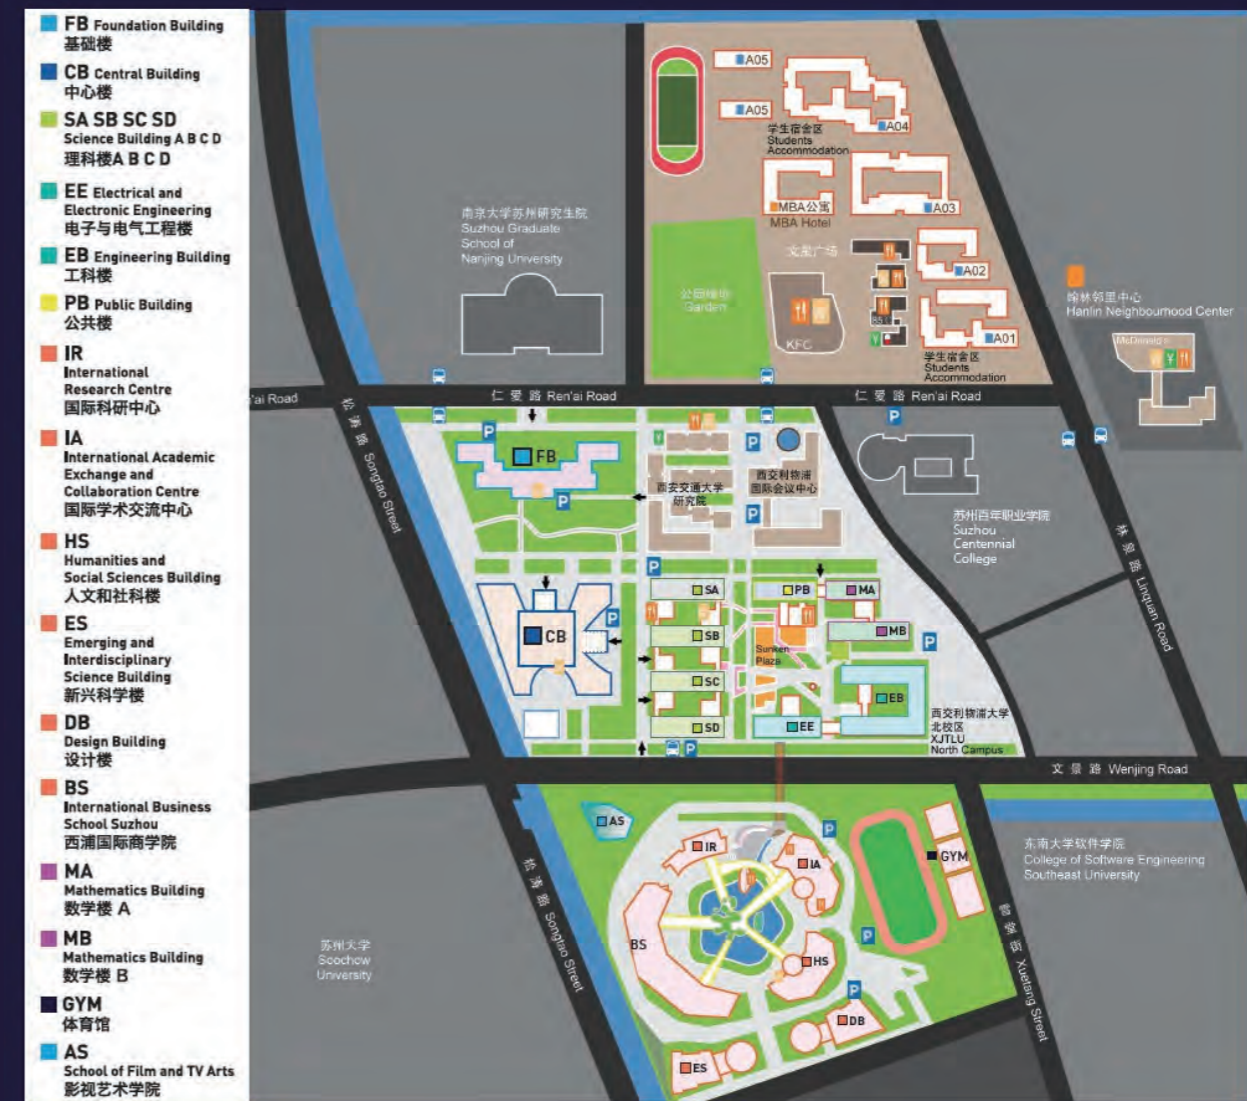 FB Foundation Building
基础楼
CB Central Building
中心楼
SA SB SC SD
Science Building A B C D
理科楼A B C D
EE Electrical and
Electronic Engineering
电子与电气工程楼
EB Engineering Building
工科楼
PB Public Building
公共楼
IR
International
Research Centre
国际科研中心
IA
International Academic
Exchange and
Collaboration Centre
国际学术交流中心
HS
Humanities and
Social Sciences Building
人文和社科楼
ES
Emerging and
Interdisciplinary
Science Building
新兴科学楼
DB
Design Building
设计楼
BS
International Business
School Suzhou
西浦国际商学院
MA
Mathematics Building
数学楼 A
MB
Mathematics Building
数学楼 B
GYM
体育馆
AS
School of Film and TV Arts
影视艺术学院
A05
A05
A04
学生宿舍区
Students
Accommodation
MBA公寓
MBA Hotel
A03
南京大学苏州研究生院
Suzhou Graduate
School of
Nanjing University
文星广场
A02
Garden
KFC
A01
学生宿舍区
Students
Accommodation
翰林邻里中心
Hanlin Neighbournood Center
McDonald's
'ai Road
仁爱路 Ren'ai Road
仁爱路 Ren'ai Road
松涛路 Songtao Street
P
FB
P
P
西安交通大学
研究院
西交利物浦
国际会议中心
P
P
苏州百年职业学院
Suzhou
Centennial
College
林泉路 Linquan Road
P
SA
PB
MA
CB
P
SB
MB
P
Sunken
Plaza
SC
EB
SD
EE
西交利物浦大学
北校区
XJTLU
North Campus
P
文景路 Wenjing Road
AS
IR
P
IA
GYM
东南大学软件学院
College of Software Engineering
Southeast University
松涛路 Songtao Street
Xuetang Street
苏州大学
Soochow
University
BS
P
HS
P
DB
ES